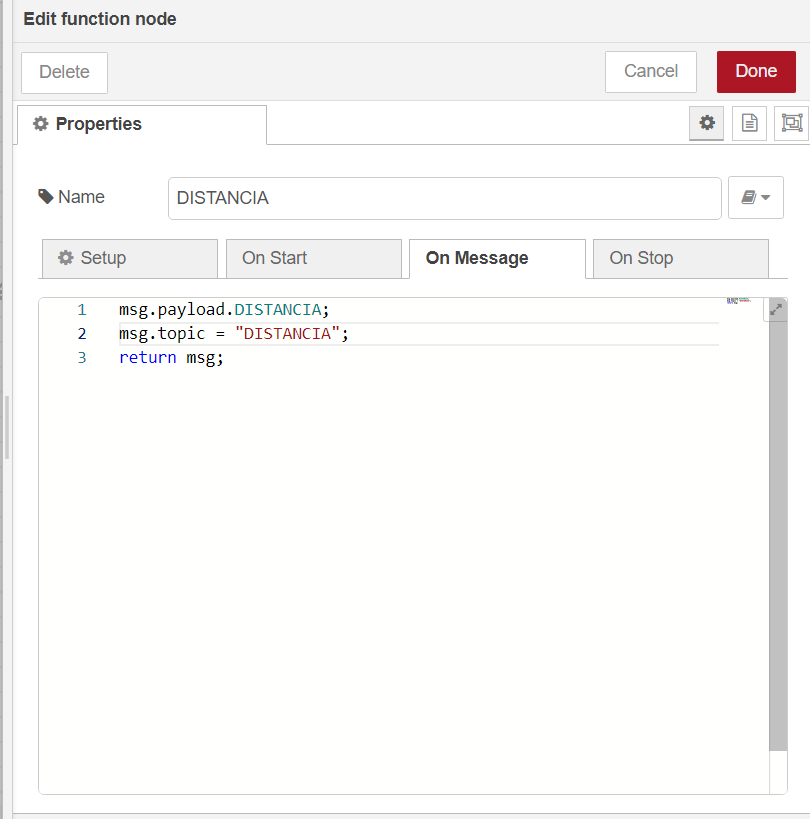 Edit function node
Delete
Cancel
Done
Properties
Name
DISTANCIA
Setup
On Start
On Message
On Stop
1 msg.payload.DISTANCIA;
2 msg.topic = "DISTANCIA";
3 return msg;